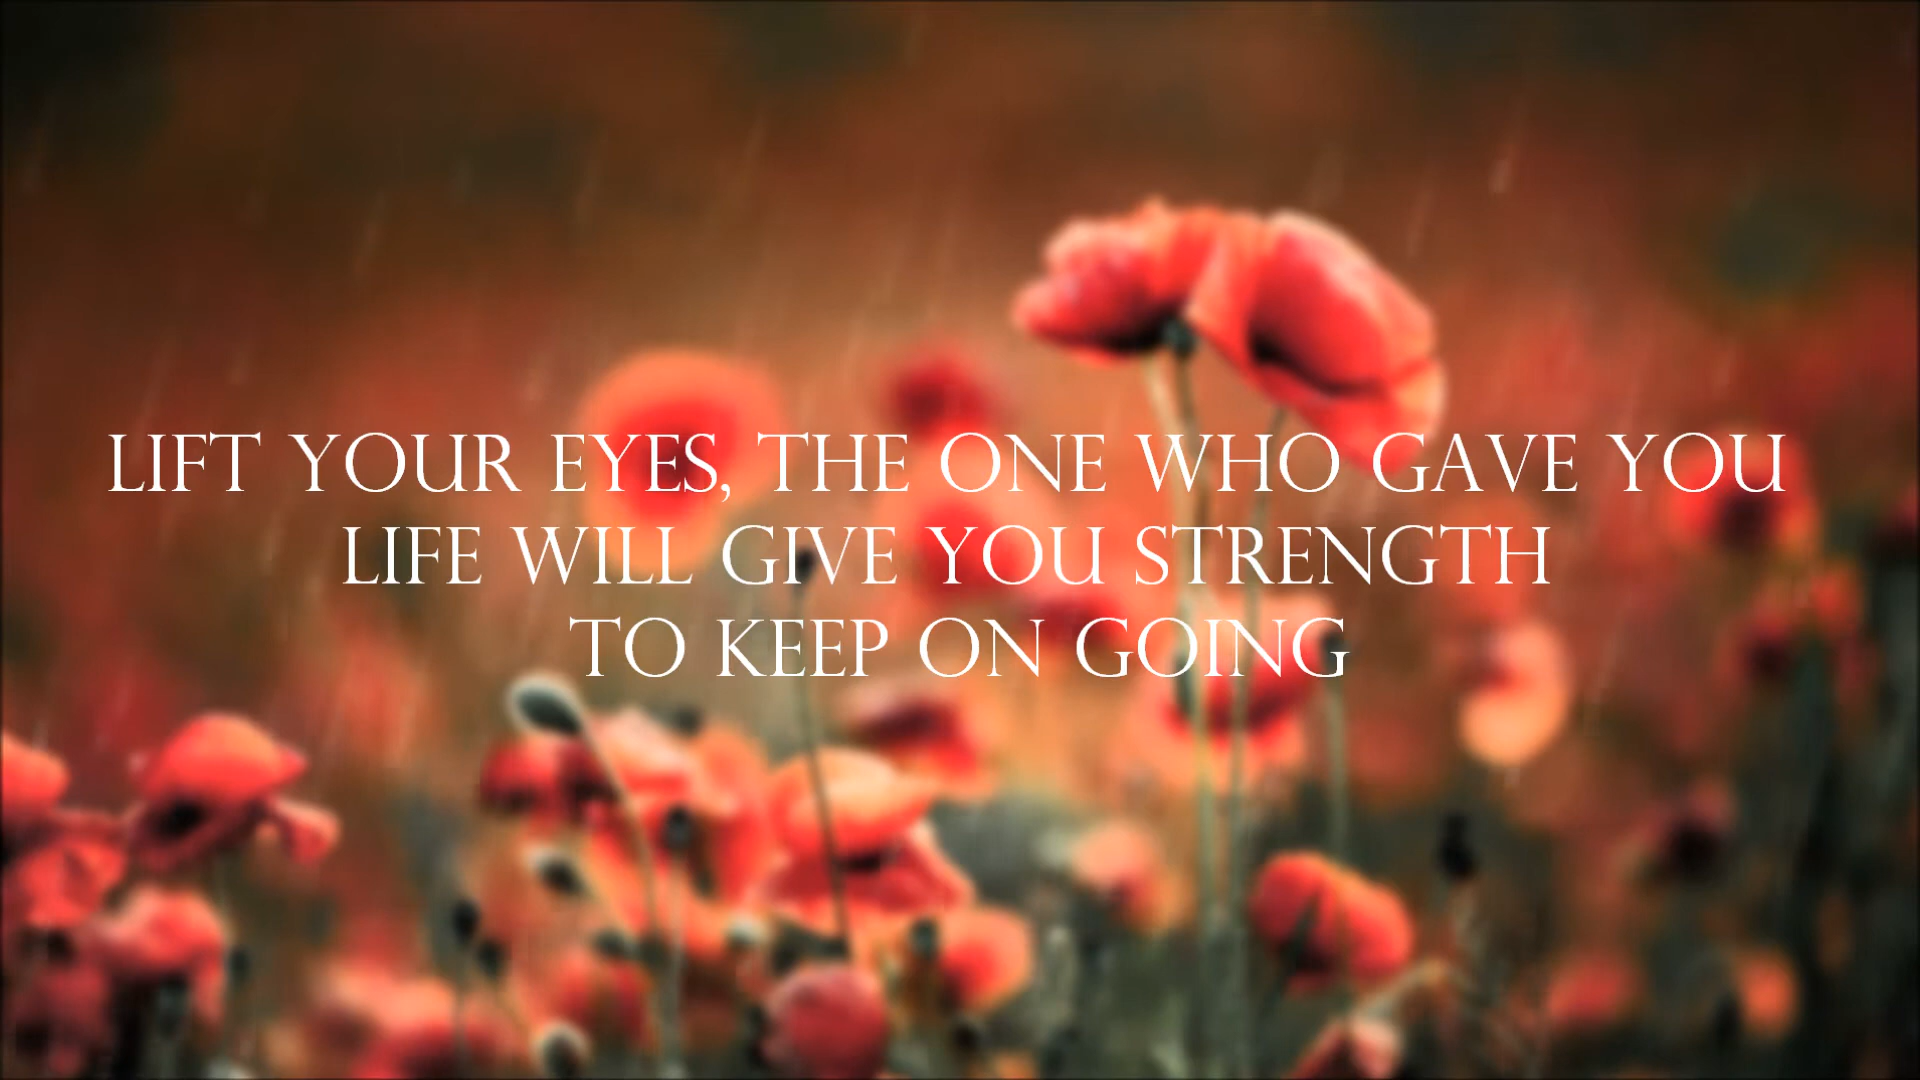 LIFT YOUR EYES, THE ONE WHO GAVE YOU
LIFE WILL GIVE YOU STRENGTH
TO KEEP ON GOING